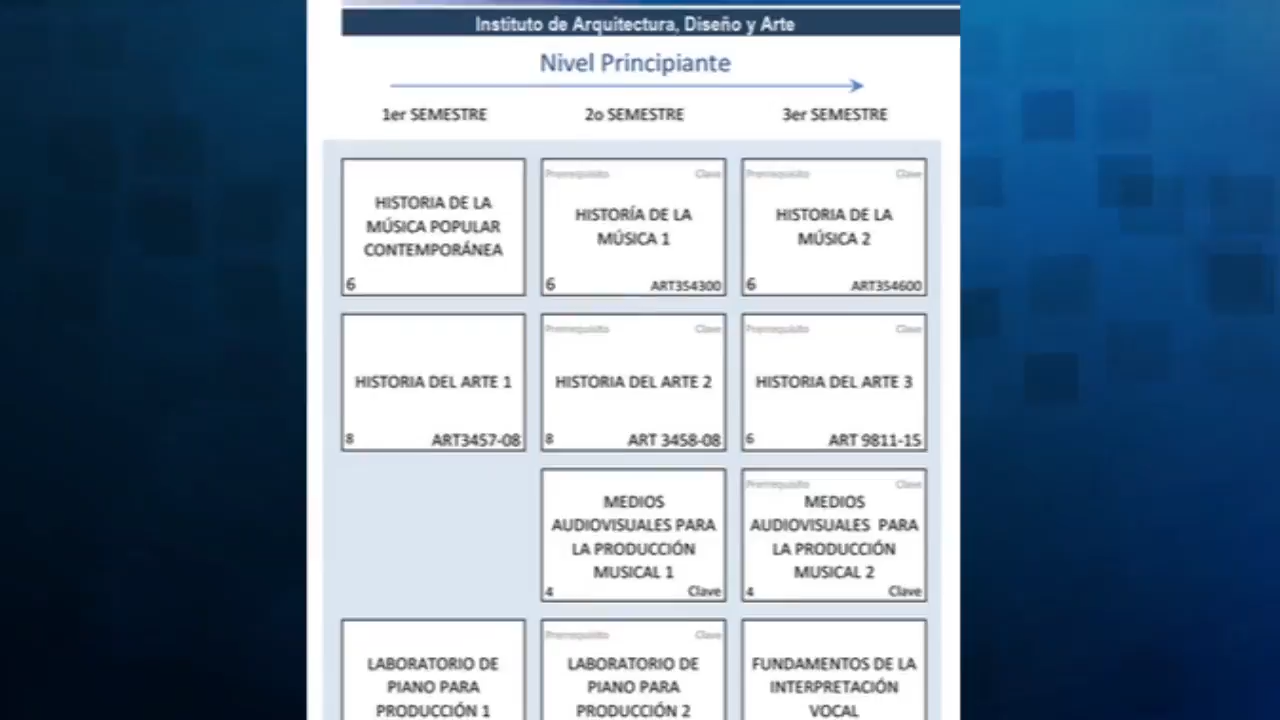 Instituto de Arquitectura, Diseño y Arte
Nivel Principiante
1er SEMESTRE
2o SEMESTRE
3er SEMESTRE
HISTORIA DE LA
MÚSICA POPULAR
CONTEMPORÁNEA
6
Prerrequisito Clave
HISTORÍA DE LA
MÚSICA 1
6 ART354300
Prerrequisito Clave
HISTORIA DE LA
MÚSICA 2
6 ART354600
HISTORIA DEL ARTE 1
8 ART3457-08
Prerrequisito Clave
HISTORIA DEL ARTE 2
8 ART 3458-08
Prerrequisito Clave
HISTORIA DEL ARTE 3
6 ART 9811-15
MEDIOS
AUDIOVISUALES PARA
LA PRODUCCIÓN
MUSICAL 1
4 Clave
Prerrequisito Clave
MEDIOS
AUDIOVISUALES PARA
LA PRODUCCIÓN
MUSICAL 2
4 Clave
LABORATORIO DE
PIANO PARA
PRODUCCIÓN 1
Prerrequisito Clave
LABORATORIO DE
PIANO PARA
PRODUCCIÓN 2
FUNDAMENTOS DE LA
INTERPRETACIÓN
VOCAL